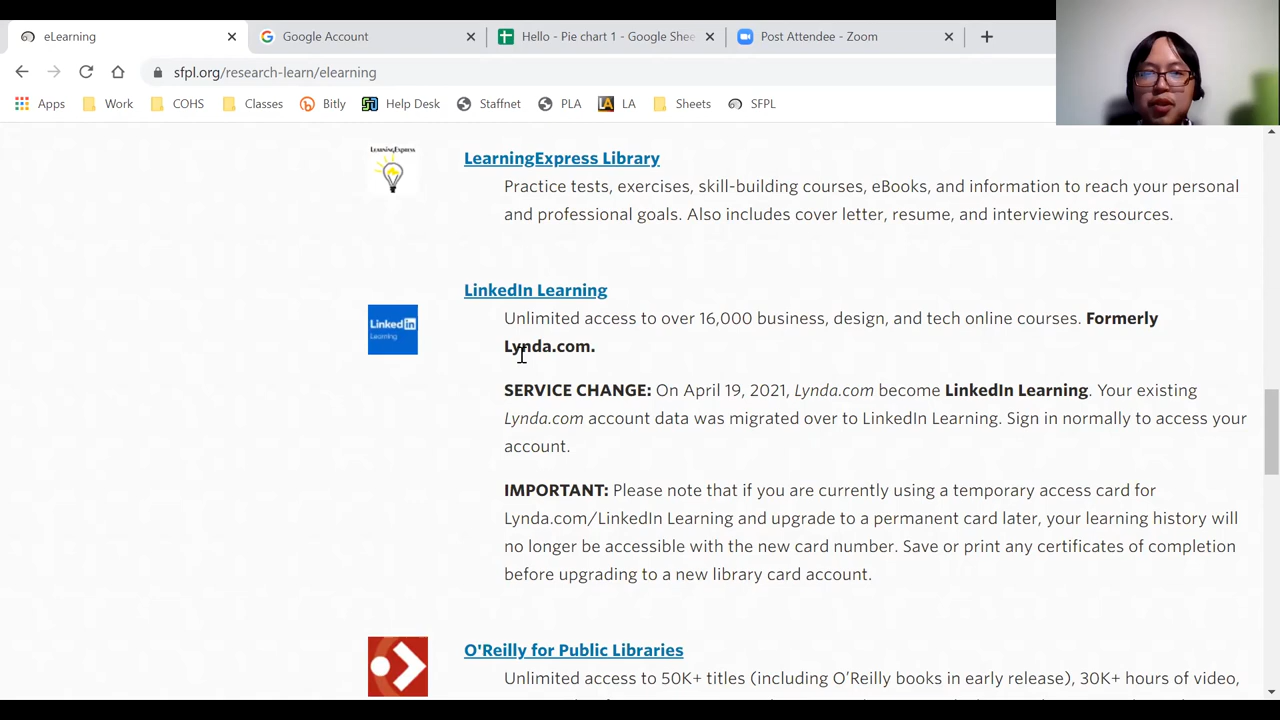 eLearning
Google Account
Hello - Pie chart 1 - Google Shee
Post Attendee - Zoom
sfpl.org/research-learn/elearning
Apps
Work
COHS
Classes
Bitly
Help Desk
Staffnet
PLA
LA
Sheets
SFPL
LEARNINGEXPRESS
LearningExpress Library
Practice tests, exercises, skill-building courses, eBooks, and information to reach your personal
and professional goals. Also includes cover letter, resume, and interviewing resources.
LinkedIn Learning
Linked in
Learning
Unlimited access to over 16,000 business, design, and tech online courses. Formerly
Lynda.com.
SERVICE CHANGE: On April 19, 2021, Lynda.com become LinkedIn Learning. Your existing
Lynda.com account data was migrated over to LinkedIn Learning. Sign in normally to access your
account.
IMPORTANT: Please note that if you are currently using a temporary access card for
Lynda.com/LinkedIn Learning and upgrade to a permanent card later, your learning history will
no longer be accessible with the new card number. Save or print any certificates of completion
before upgrading to a new library card account.
O'Reilly for Public Libraries
Unlimited access to 50K+ titles (including O'Reilly books in early release), 30K+ hours of video,